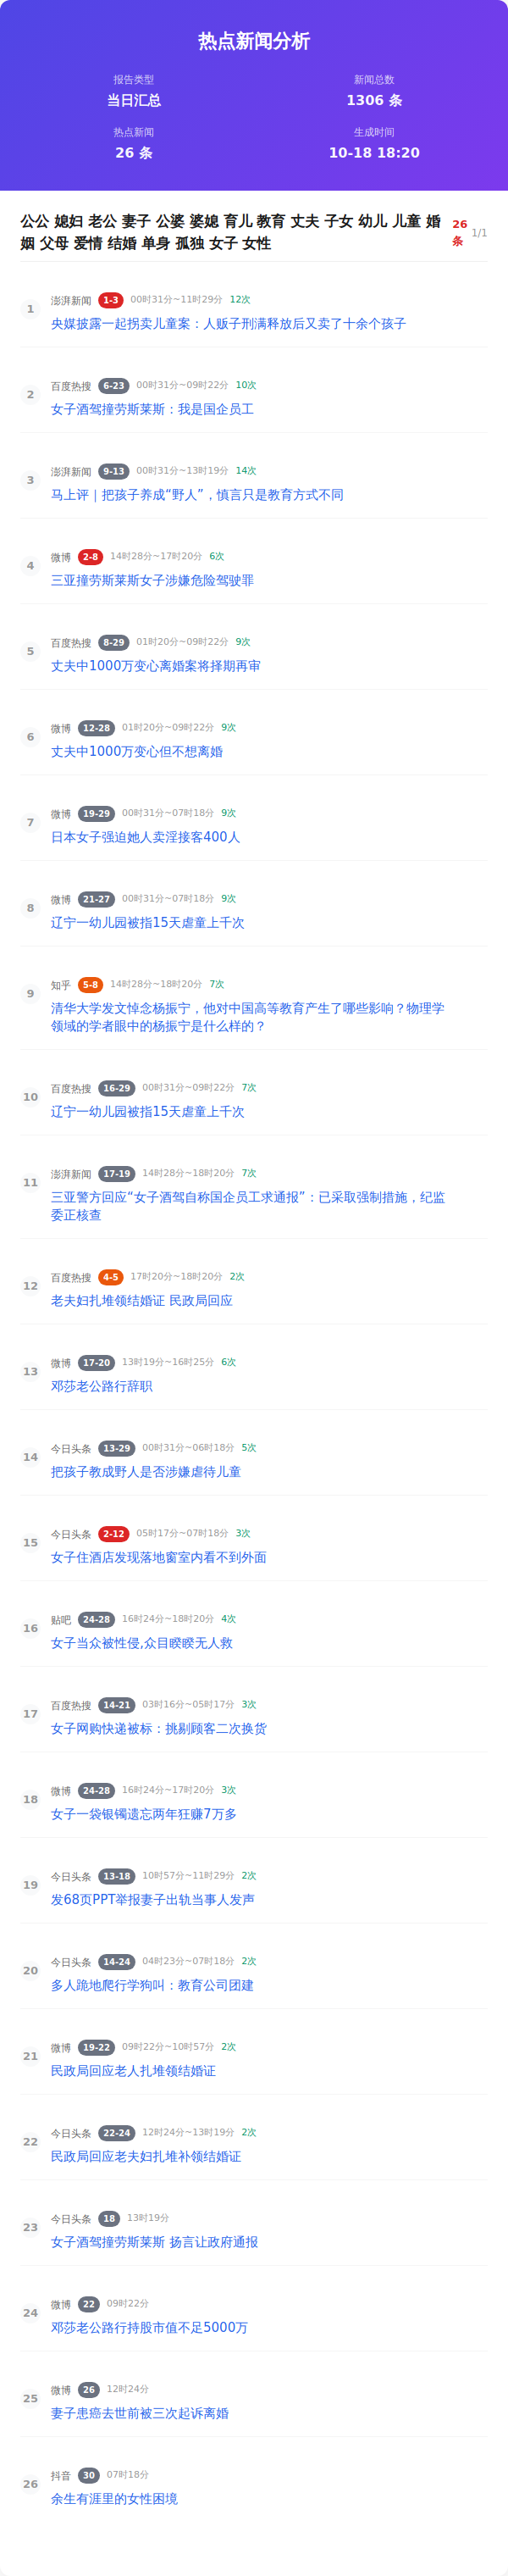 热点新闻分析
报告类型
当日汇总
新闻总数
1306 条
热点新闻
26 条
生成时间
10-18 18:20
公公 媳妇 老公 妻子 公婆 婆媳 育儿 教育 丈夫 子女 幼儿 儿童 婚
姻 父母 爱情 结婚 单身 孤独 女子 女性
26
条
1/1
1
澎湃新闻 1-3 00时31分~11时29分 12次
央媒披露一起拐卖儿童案：人贩子刑满释放后又卖了十余个孩子
2
百度热搜 6-23 00时31分~09时22分 10次
女子酒驾撞劳斯莱斯：我是国企员工
3
澎湃新闻 9-13 00时31分~13时19分 14次
马上评｜把孩子养成“野人”，慎言只是教育方式不同
4
微博 2-8 14时28分~17时20分 6次
三亚撞劳斯莱斯女子涉嫌危险驾驶罪
5
百度热搜 8-29 01时20分~09时22分 9次
丈夫中1000万变心离婚案将择期再审
6
微博 12-28 01时20分~09时22分 9次
丈夫中1000万变心但不想离婚
7
微博 19-29 00时31分~07时18分 9次
日本女子强迫她人卖淫接客400人
8
微博 21-27 00时31分~07时18分 9次
辽宁一幼儿园被指15天虐童上千次
9
知乎 5-8 14时28分~18时20分 7次
清华大学发文悼念杨振宁，他对中国高等教育产生了哪些影响？物理学
领域的学者眼中的杨振宁是什么样的？
10
百度热搜 16-29 00时31分~09时22分 7次
辽宁一幼儿园被指15天虐童上千次
11
澎湃新闻 17-19 14时28分~18时20分 7次
三亚警方回应“女子酒驾自称国企员工求通报”：已采取强制措施，纪监
委正核查
12
百度热搜 4-5 17时20分~18时20分 2次
老夫妇扎堆领结婚证 民政局回应
13
微博 17-20 13时19分~16时25分 6次
邓莎老公路行辞职
14
今日头条 13-29 00时31分~06时18分 5次
把孩子教成野人是否涉嫌虐待儿童
15
今日头条 2-12 05时17分~07时18分 3次
女子住酒店发现落地窗室内看不到外面
16
贴吧 24-28 16时24分~18时20分 4次
女子当众被性侵,众目睽睽无人救
17
百度热搜 14-21 03时16分~05时17分 3次
女子网购快递被标：挑剔顾客二次换货
18
微博 24-28 16时24分~17时20分 3次
女子一袋银镯遗忘两年狂赚7万多
19
今日头条 13-18 10时57分~11时29分 2次
发68页PPT举报妻子出轨当事人发声
20
今日头条 14-24 04时23分~07时18分 2次
多人跪地爬行学狗叫：教育公司团建
21
微博 19-22 09时22分~10时57分 2次
民政局回应老人扎堆领结婚证
22
今日头条 22-24 12时24分~13时19分 2次
民政局回应老夫妇扎堆补领结婚证
23
今日头条 18 13时19分
女子酒驾撞劳斯莱斯 扬言让政府通报
24
微博 22 09时22分
邓莎老公路行持股市值不足5000万
25
微博 26 12时24分
妻子患癌去世前被三次起诉离婚
26
抖音 30 07时18分
余生有涯里的女性困境